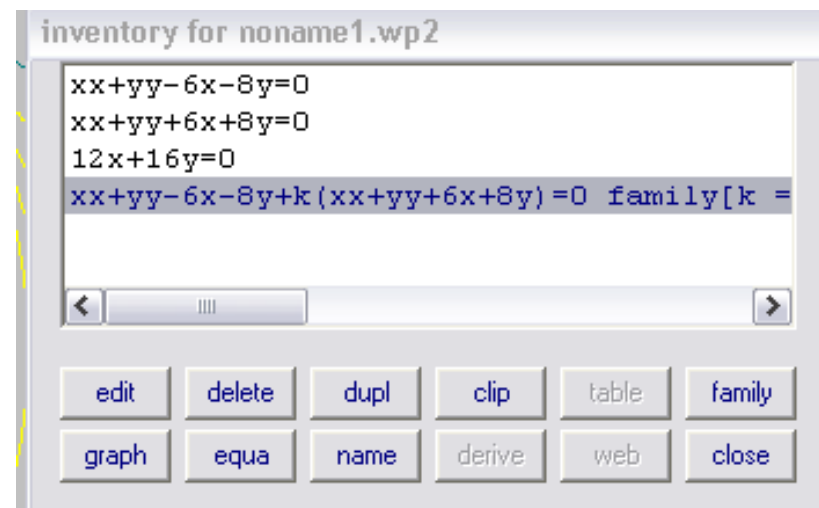 inventory for noname1.wp2
xx+yy-6x-8y=0
xx+yy+6x+8y=0
12x+16y=0
xx+yy-6x-8y+k(xx+yy+6x+8y)=0 family[k =
edit delete dupl clip table family
graph equa name derive web close